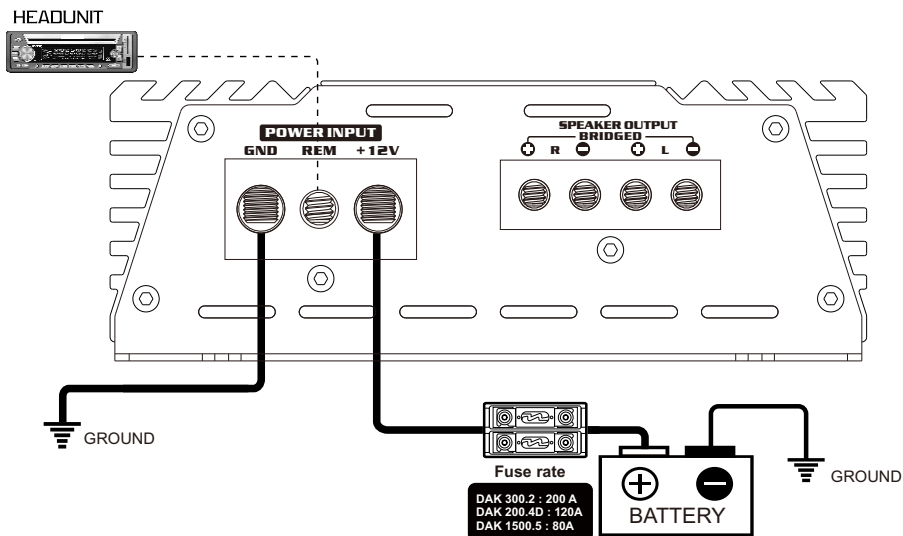 HEADUNIT
POWER INPUT
GND REM +12V
SPEAKER OUTPUT
BRIDGED
+ R - + L -
GROUND
Fuse rate
DAK 300.2 : 200 A
DAK 200.4D : 120A
DAK 1500.5 : 80A
+ -
BATTERY
GROUND